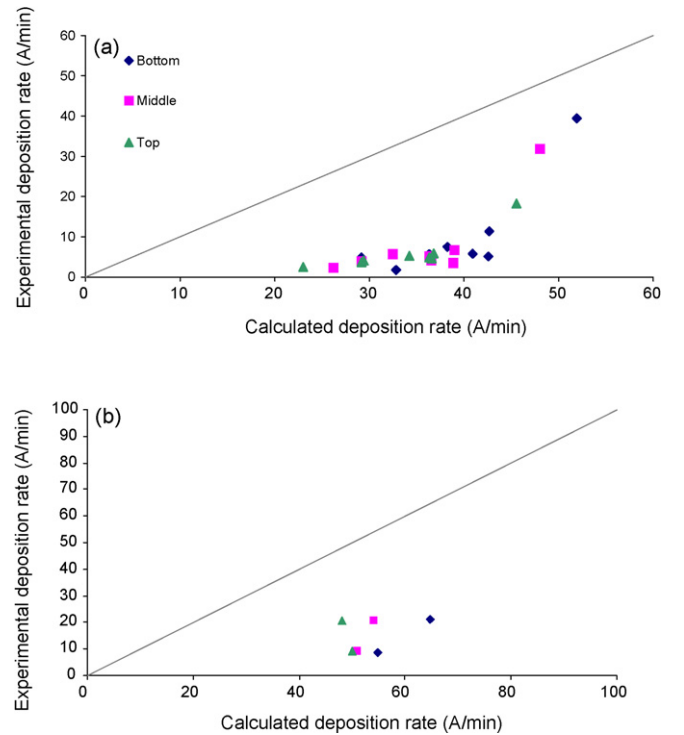 (a)
Bottom
Middle
Top
60
50
40
30
20
10
0
0 10 20 30 40 50 60
Experimental deposition rate (A/min)
Calculated deposition rate (A/min)
(b)
100
90
80
70
60
50
40
30
20
10
0
0 20 40 60 80 100
Experimental deposition rate (A/min)
Calculated deposition rate (A/min)